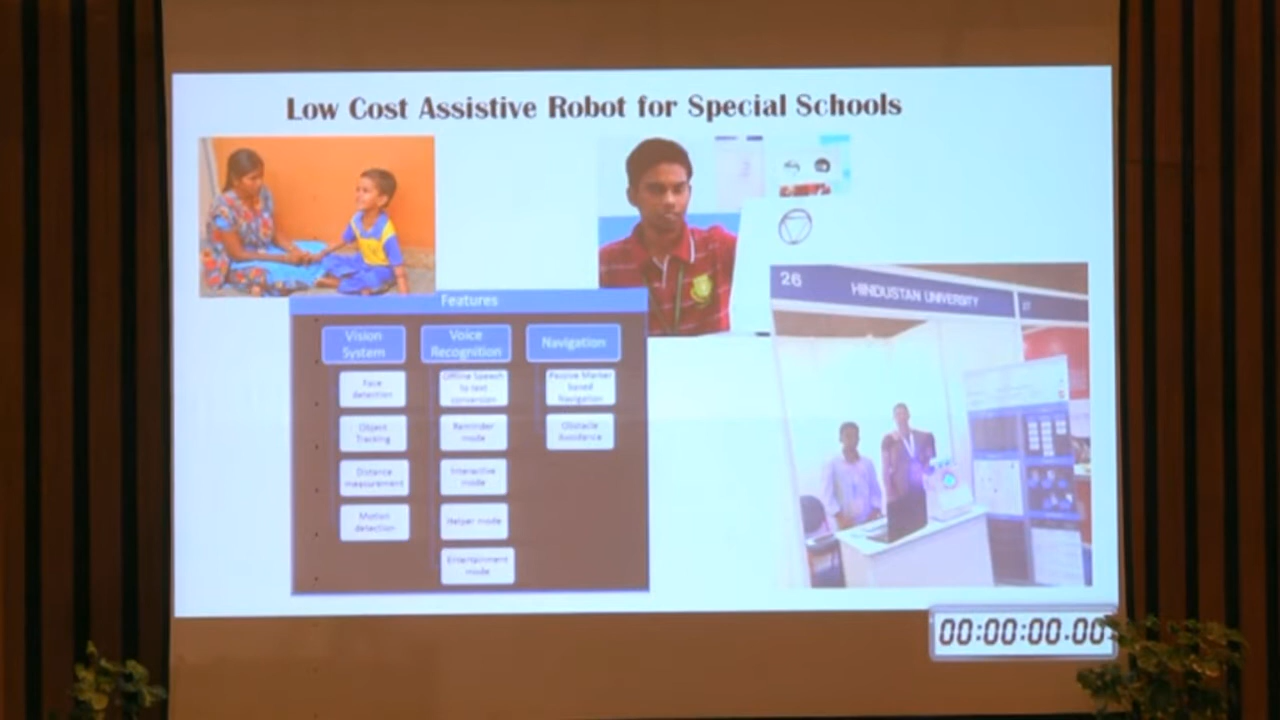 Low Cost Assistive Robot for Special Schools
26
HINDUSTAN UNIVERSITY
27
Features
Vision
System
Face
detection
Object
Tracking
Distance
measurement
Motion
detection
Voice
Recognition
Offline Speech
to text
conversion
Reminder
mode
Interactive
mode
Helper mode
Entertainment
mode
Navigation
Passive Marker
based
Navigation
Obstacle
Avoidance
00:00:00.00